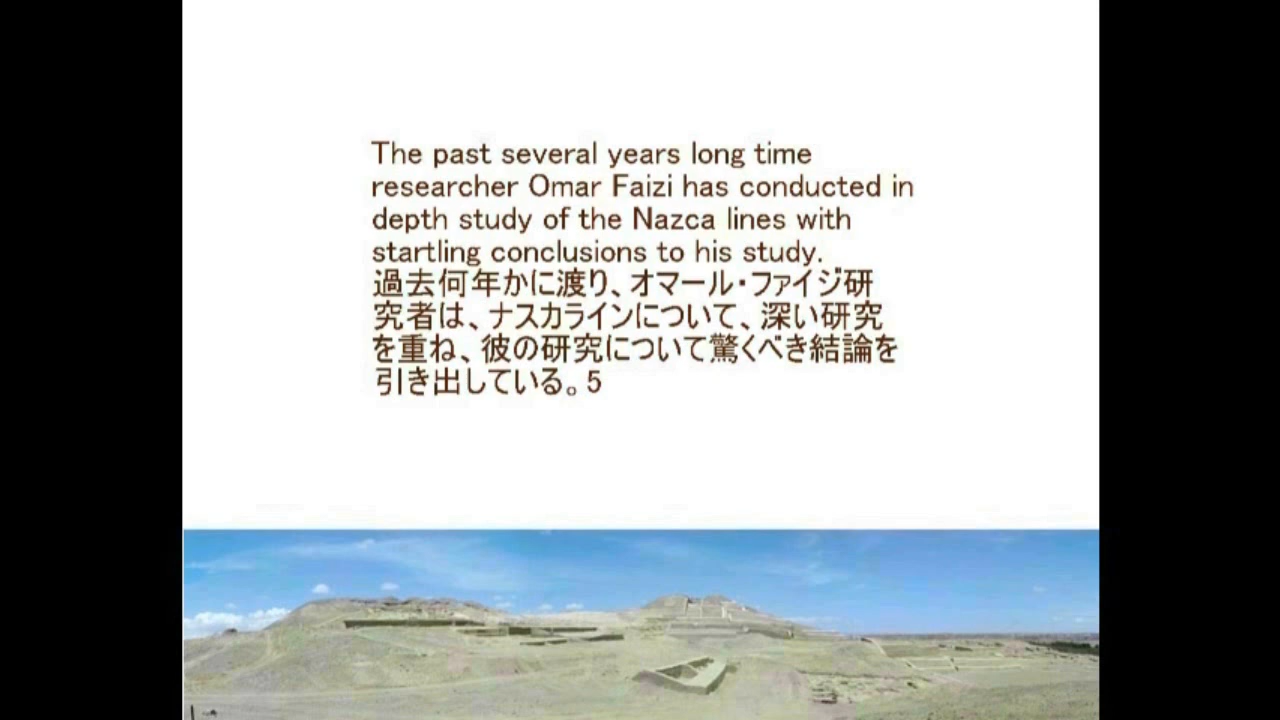 The past several years long time
researcher Omar Faizi has conducted in
depth study of the Nazca lines with
startling conclusions to his study.
過去何年かに渡り、オマール・ファイジ研
究者は、ナスカラインについて、深い研究
を重ね、彼の研究について驚くべき結論を
引き出している。5